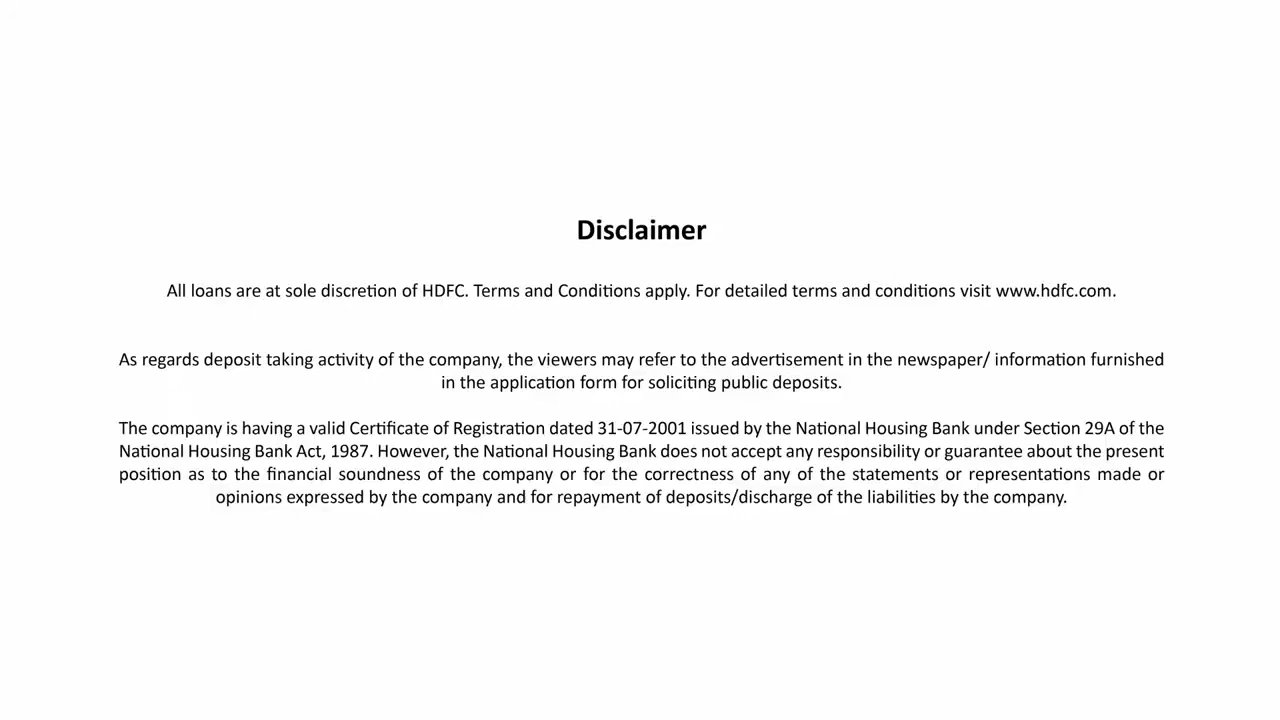 Disclaimer
All loans are at sole discretion of HDFC. Terms and Conditions apply. For detailed terms and conditions visit www.hdfc.com.
As regards deposit taking activity of the company, the viewers may refer to the advertisement in the newspaper/ information furnished
in the application form for soliciting public deposits.
The company is having a valid Certificate of Registration dated 31-07-2001 issued by the National Housing Bank under Section 29A of the
National Housing Bank Act, 1987. However, the National Housing Bank does not accept any responsibility or guarantee about the present
position as to the financial soundness of the company or for the correctness of any of the statements or representations made or
opinions expressed by the company and for repayment of deposits/discharge of the liabilities by the company.